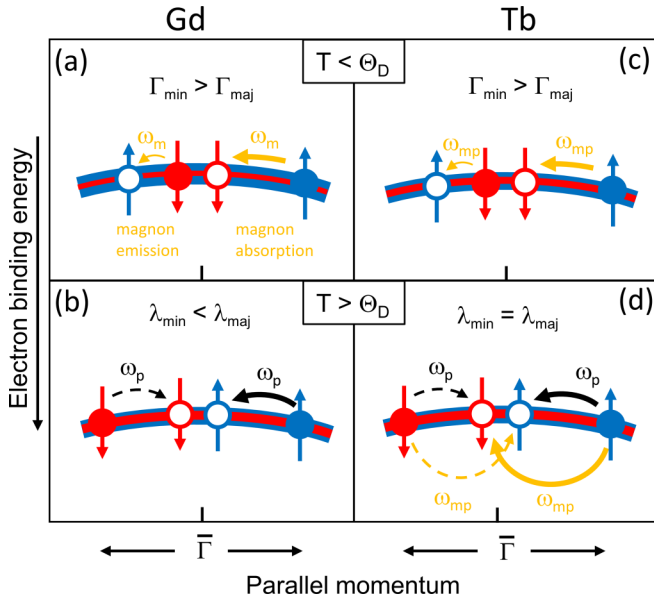 Gd
Tb
(a)
T < Θ_D
(c)
Γ_min > Γ_maj
Γ_min > Γ_maj
ω_m
ω_m
ω_mp
ω_mp
magnon
emission
magnon
absorption
(b)
T > Θ_D
(d)
λ_min < λ_maj
λ_min = λ_maj
ω_p
ω_p
ω_p
ω_p
ω_mp
ω_mp
Electron binding energy
Γ̅
Γ̅
Parallel momentum